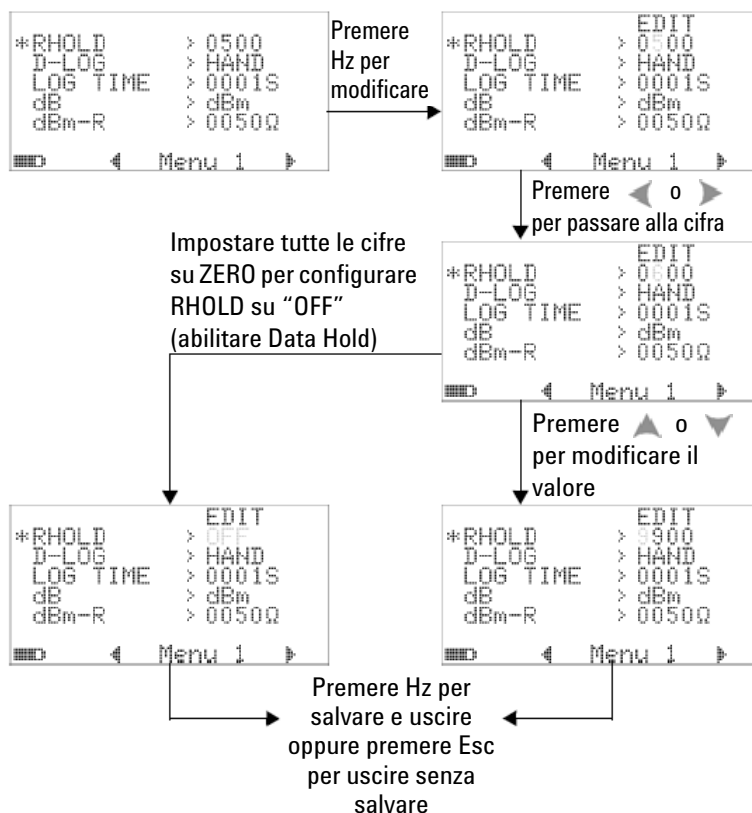 *RHOLD > 0500
D-LOG > HAND
LOG TIME > 0001S
dB > dBm
dBm-R > 0050Ω
Menu 1
Premere
Hz per
modificare
EDIT
*RHOLD > 0500
D-LOG > HAND
LOG TIME > 0001S
dB > dBm
dBm-R > 0050Ω
Menu 1
Premere o
per passare alla cifra
Impostare tutte le cifre
su ZERO per configurare
RHOLD su “OFF”
(abilitare Data Hold)
EDIT
*RHOLD > 0600
D-LOG > HAND
LOG TIME > 0001S
dB > dBm
dBm-R > 0050Ω
Menu 1
Premere o
per modificare il
valore
EDIT
*RHOLD > OFF
D-LOG > HAND
LOG TIME > 0001S
dB > dBm
dBm-R > 0050Ω
Menu 1
EDIT
*RHOLD > 9900
D-LOG > HAND
LOG TIME > 0001S
dB > dBm
dBm-R > 0050Ω
Menu 1
Premere Hz per
salvare e uscire
oppure premere Esc
per uscire senza
salvare